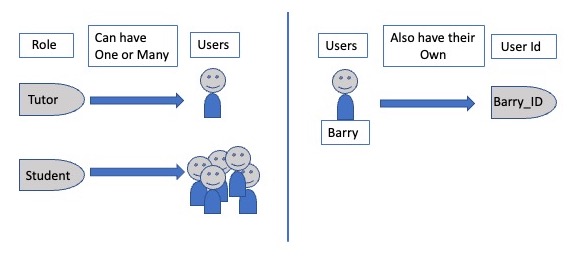 Role
Can have
One or Many
Users
Tutor
Student
Users
Also have their
Own
User Id
Barry
Barry_ID